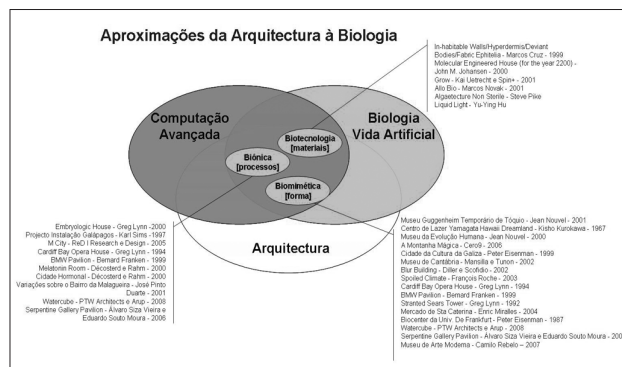 Aproximações da Arquitectura à Biologia
In-habitable Walls/Hyperdermis/Deviant
Bodies/Fabric Ephitelia - Marcos Cruz - 1999
Molecular Engineered House (for the year 2200) -
John M. Johansen - 2000
Grow - Kai Uetrecht e Spin+ - 2001
Allo Bio - Marcos Novak - 2001
Algaetecture Non Sterile - Steve Pike
Liquid Light - Yu-Ying Hu
Computação
Avançada
Biologia
Vida Artificial
Biotecnologia
[materiais]
Biônica
[processos]
Biomimética
[forma]
Arquitectura
Embryologic House - Greg Lynn -2000
Projecto Instalação Galápagos - Karl Sims - 1997
M City - ReD I Research e Design - 2005
Cardiff Bay Opera House - Greg Lynn - 1994
BMW Pavilion - Bernard Franken - 1999
Melatonin Room - Décosterd e Rahm - 2000
Cidade Hormonal - Décosterd e Rahm - 2000
Variações sobre o Bairro da Malagueira - José Pinto
Duarte - 2001
Watercube - PTW Architects e Arup - 2008
Serpentine Gallery Pavilion - Álvaro Siza Vieira e
Eduardo Souto Moura - 2006
Museu Guggenheim Temporário de Tóquio - Jean Nouvel - 2001
Centro de Lazer Yamagata Hawaii Dreamland - Kisho Kurokawa - 1967
Museu da Evolução Humana - Jean Nouvel - 2000
A Montanha Mágica - Cero9 - 2006
Cidade da Cultura da Galiza - Peter Eisenman - 1999
Museu de Cantábria - Mansilla e Tunon - 2002
Blur Building - Diller e Scofidio - 2002
Spoiled Climate - François Roche - 2003
Cardiff Bay Opera House - Greg Lynn - 1994
BMW Pavilion - Bernard Franken - 1999
Stranted Sears Tower - Greg Lynn - 1992
Mercado de Sta Caterina - Enric Miralles - 2004
Biocenter da Univ. De Frankfurt - Peter Eisenman - 1987
Watercube - PTW Architects e Arup - 2008
Serpentine Gallery Pavilion - Álvaro Siza Vieira e Eduardo Souto Moura - 200
Museu de Arte Moderna - Camilo Rebelo – 2007